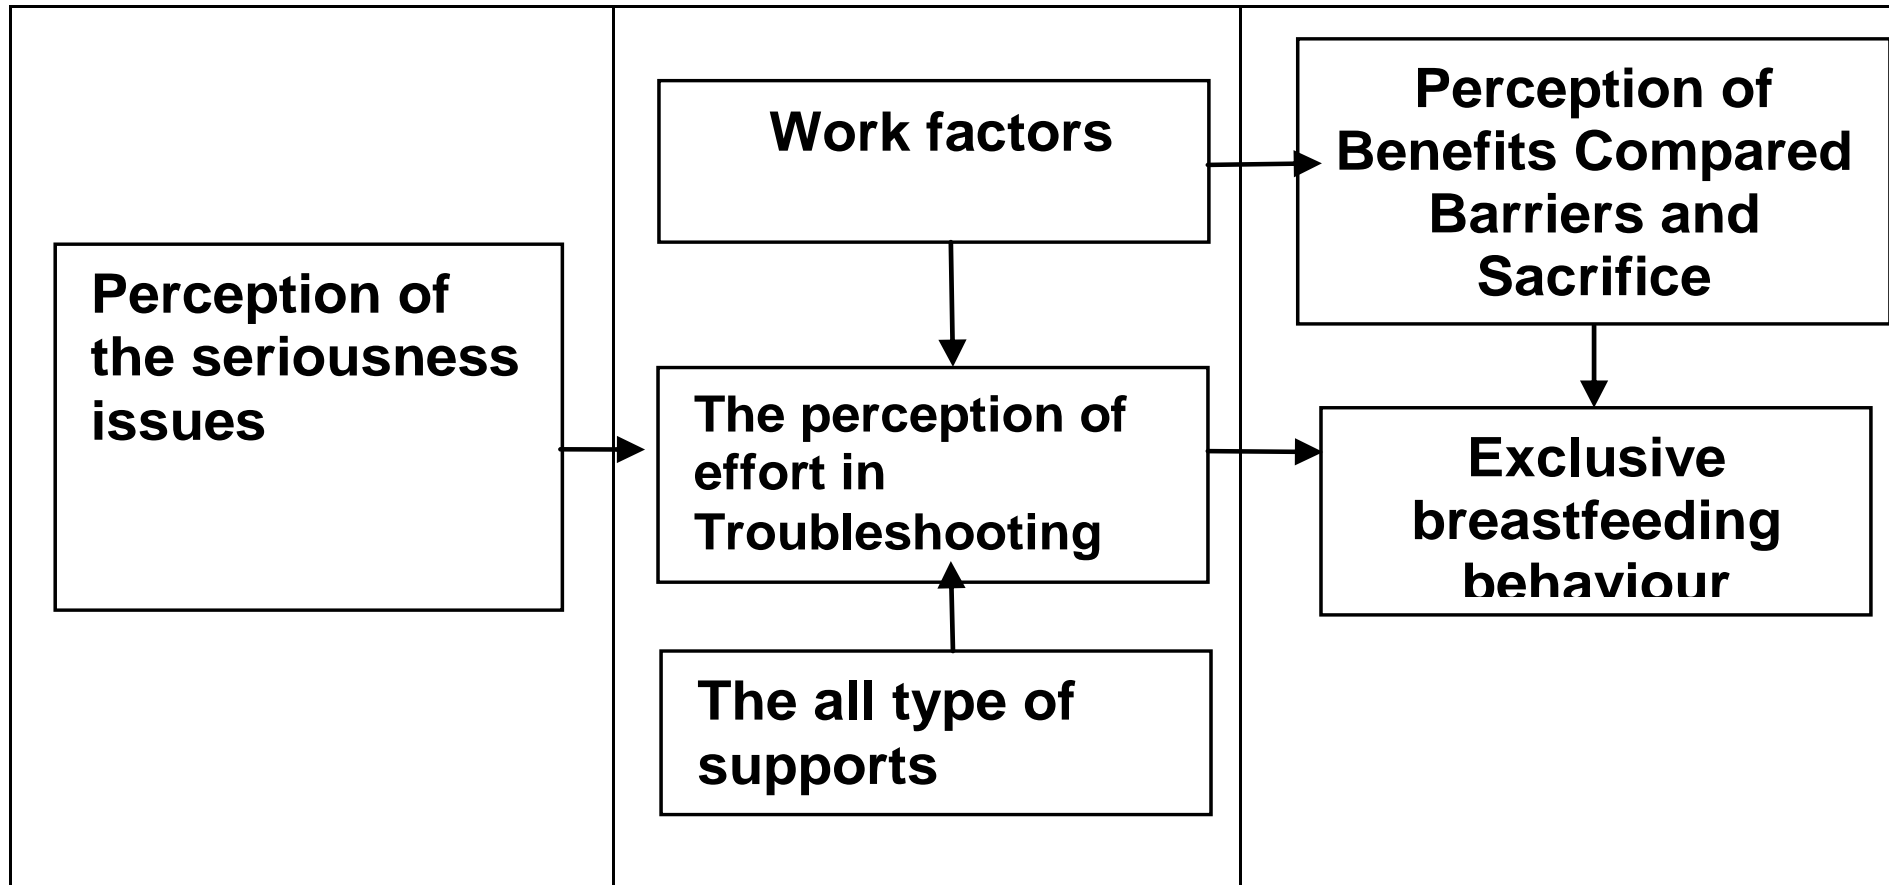 Perception of
the seriousness
issues
Work factors
The perception of
effort in
Troubleshooting
The all type of
supports
Perception of
Benefits Compared
Barriers and
Sacrifice
Exclusive
breastfeeding
behaviour